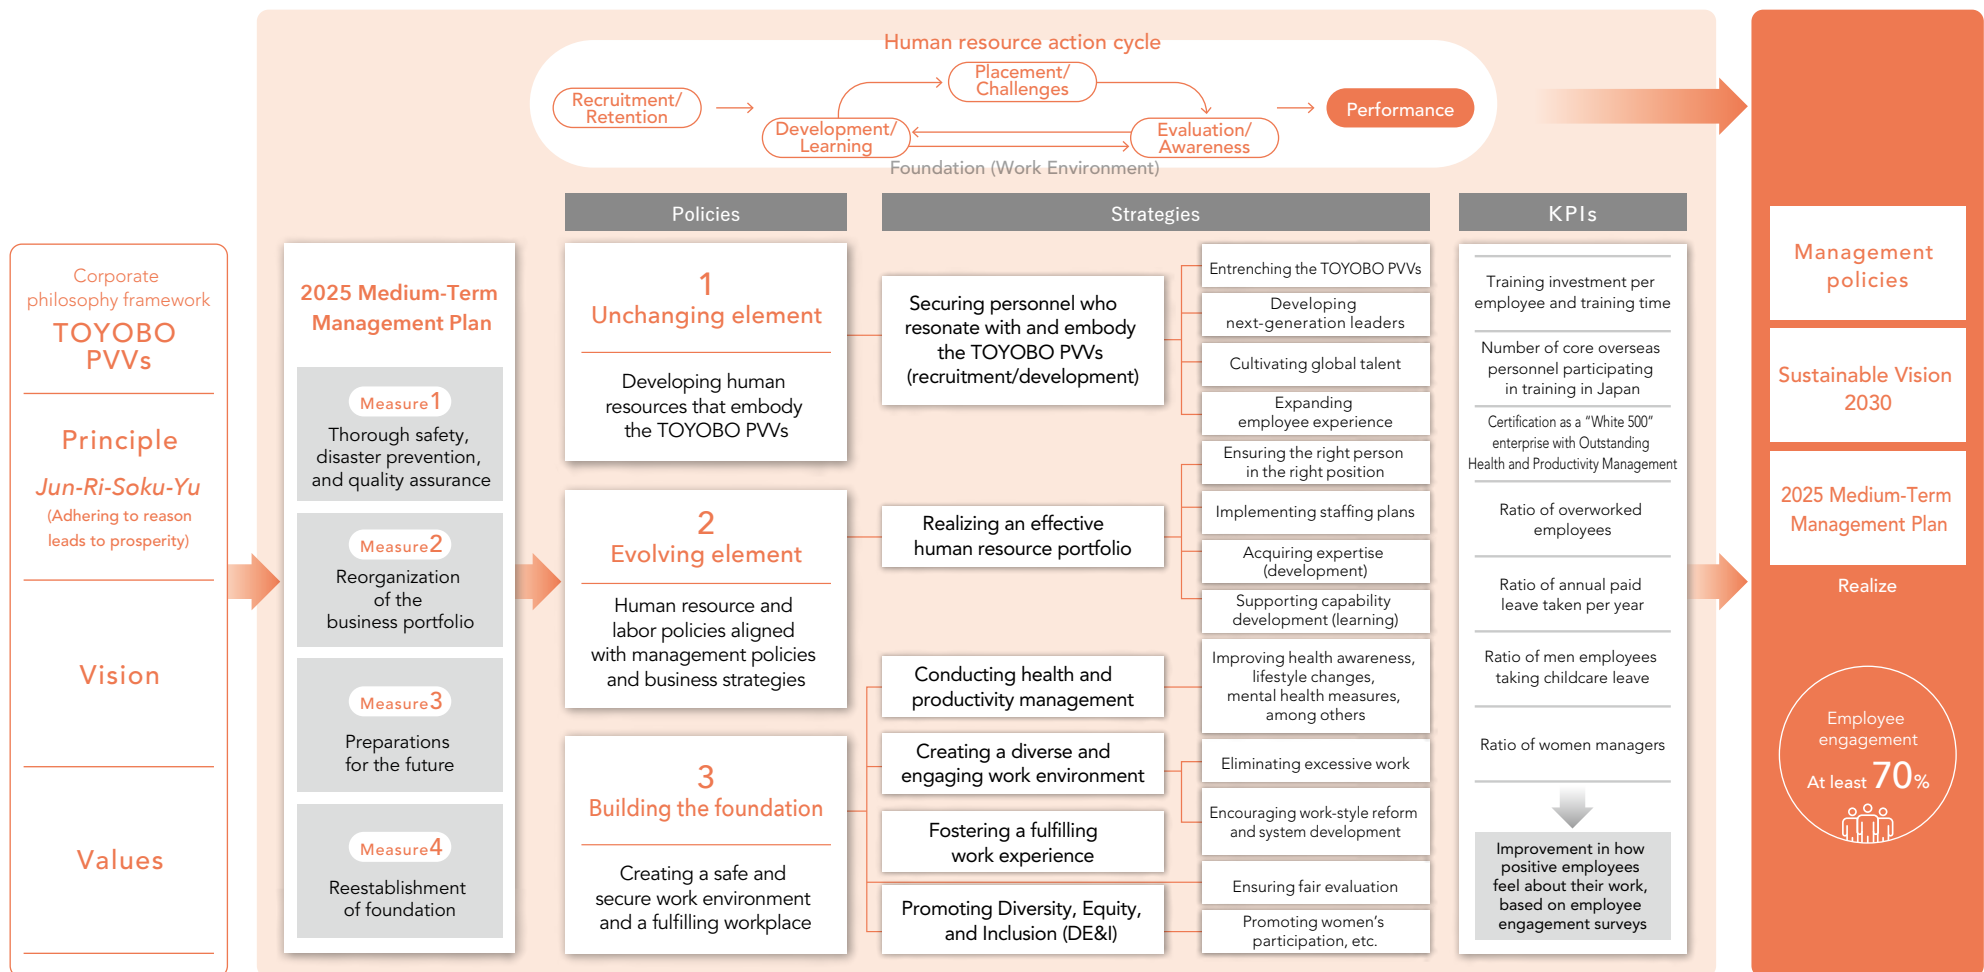 Human resource action cycle
Recruitment/
Retention
Development/
Learning
Placement/
Challenges
Evaluation/
Awareness
Performance
Foundation (Work Environment)
Corporate
philosophy framework
TOYOBO
PVVs
Principle
Jun-Ri-Soku-Yu
(Adhering to reason
leads to prosperity)
Vision
Values
2025 Medium-Term
Management Plan
Measure1
Thorough safety,
disaster prevention,
and quality assurance
Measure2
Reorganization
of the
business portfolio
Measure3
Preparations
for the future
Measure4
Reestablishment
of foundation
Policies
1
Unchanging element
Developing human
resources that embody
the TOYOBO PVVs
2
Evolving element
Human resource and
labor policies aligned
with management policies
and business strategies
3
Building the foundation
Creating a safe and
secure work environment
and a fulfilling workplace
Strategies
Securing personnel who
resonate with and embody
the TOYOBO PVVs
(recruitment/development)
Entrenching the TOYOBO PVVs
Developing
next-generation leaders
Cultivating global talent
Expanding
employee experience
Realizing an effective
human resource portfolio
Ensuring the right person
in the right position
Implementing staffing plans
Acquiring expertise
(development)
Supporting capability
development (learning)
Conducting health and
productivity management
Improving health awareness,
lifestyle changes,
mental health measures,
among others
Creating a diverse and
engaging work environment
Eliminating excessive work
Encouraging work-style reform
and system development
Fostering a fulfilling
work experience
Ensuring fair evaluation
Promoting Diversity, Equity,
and Inclusion (DE&I)
Promoting women's
participation, etc.
KPIs
Training investment per
employee and training time
Number of core overseas
personnel participating
in training in Japan
Certification as a "White 500"
enterprise with Outstanding
Health and Productivity Management
Ratio of overworked
employees
Ratio of annual paid
leave taken per year
Ratio of men employees
taking childcare leave
Ratio of women managers
Improvement in how
positive employees
feel about their work,
based on employee
engagement surveys
Management
policies
Sustainable Vision
2030
2025 Medium-Term
Management Plan
Realize
Employee
engagement
At least 70%